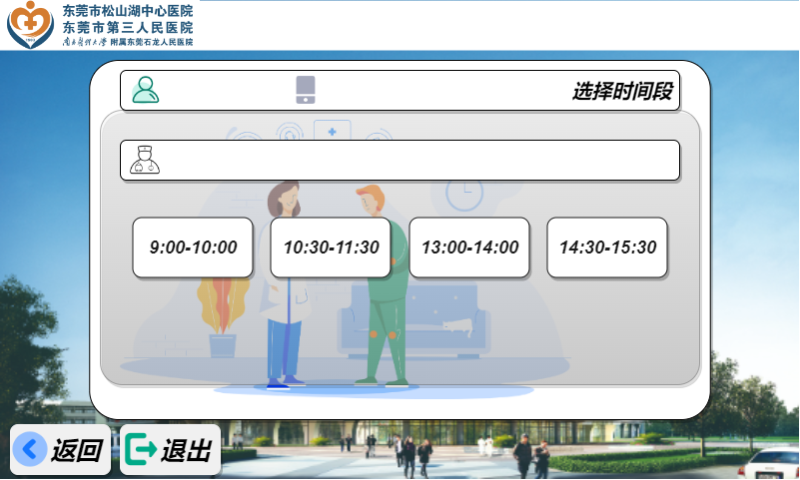 东莞市松山湖中心医院
东莞市第三人民医院
南方医科大学 附属东莞石龙人民医院
选择时间段
9:00-10:00
10:30-11:30
13:00-14:00
14:30-15:30
返回
退出